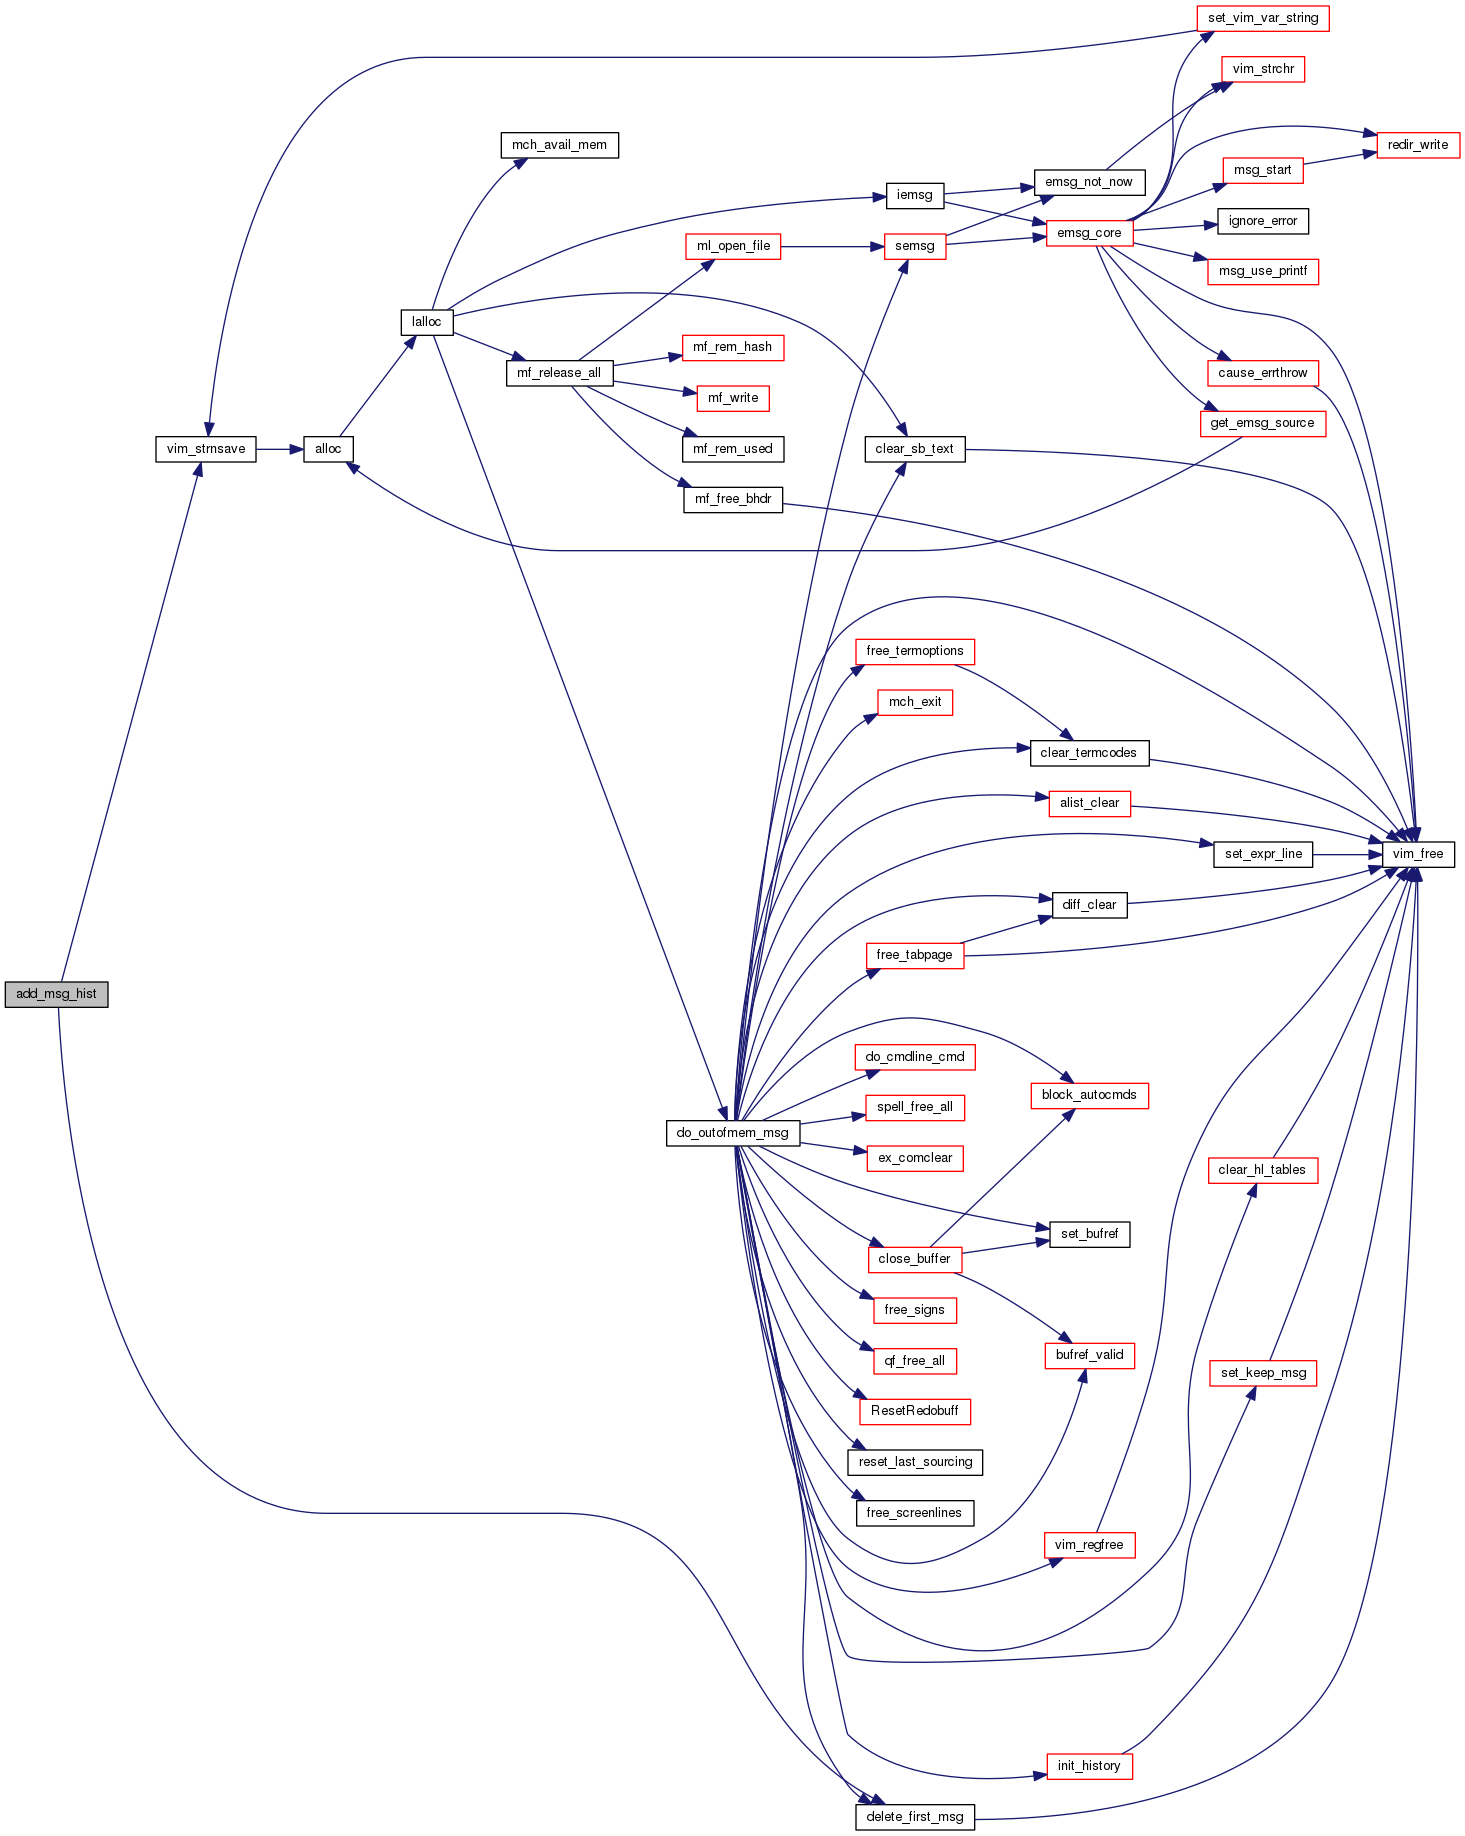 set_vim_var_string
vim_strchr
mch_avail_mem
redir_write
msg_start
emsg_not_now
iemsg
ignore_error
emsg_core
ml_open_file
semsg
msg_use_printf
lalloc
mf_rem_hash
mf_release_all
cause_errthrow
mf_write
get_emsg_source
vim_strnsave
alloc
mf_rem_used
clear_sb_text
mf_free_bhdr
free_termoptions
mch_exit
clear_termcodes
alist_clear
set_expr_line
vim_free
diff_clear
free_tabpage
add_msg_hist
do_cmdline_cmd
block_autocmds
spell_free_all
do_outofmem_msg
ex_comclear
clear_hl_tables
set_bufref
close_buffer
free_signs
bufref_valid
qf_free_all
set_keep_msg
ResetRedobuff
reset_last_sourcing
free_screenlines
vim_regfree
init_history
delete_first_msg